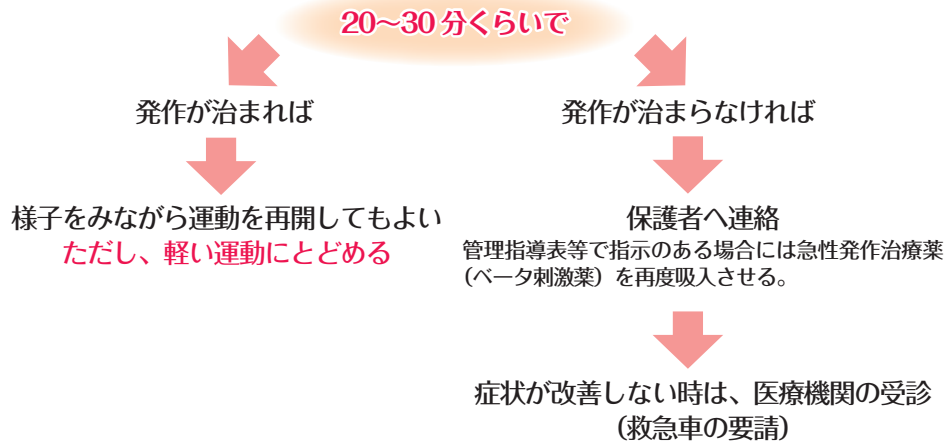 20～30分くらいで
発作が治まれば
発作が治まらなければ
様子をみながら運動を再開してもよい
ただし、軽い運動にとどめる
保護者へ連絡
管理指導表等で指示のある場合には急性発作治療薬
（ベータ刺激薬）を再度吸入させる。
症状が改善しない時は、医療機関の受診
（救急車の要請）